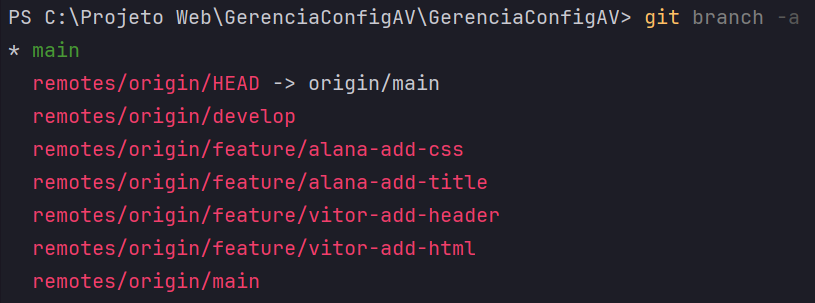 PS C:\Projeto Web\GerenciaConfigAV\GerenciaConfigAV> git branch -a
* main
  remotes/origin/HEAD -> origin/main
  remotes/origin/develop
  remotes/origin/feature/alana-add-css
  remotes/origin/feature/alana-add-title
  remotes/origin/feature/vitor-add-header
  remotes/origin/feature/vitor-add-html
  remotes/origin/main